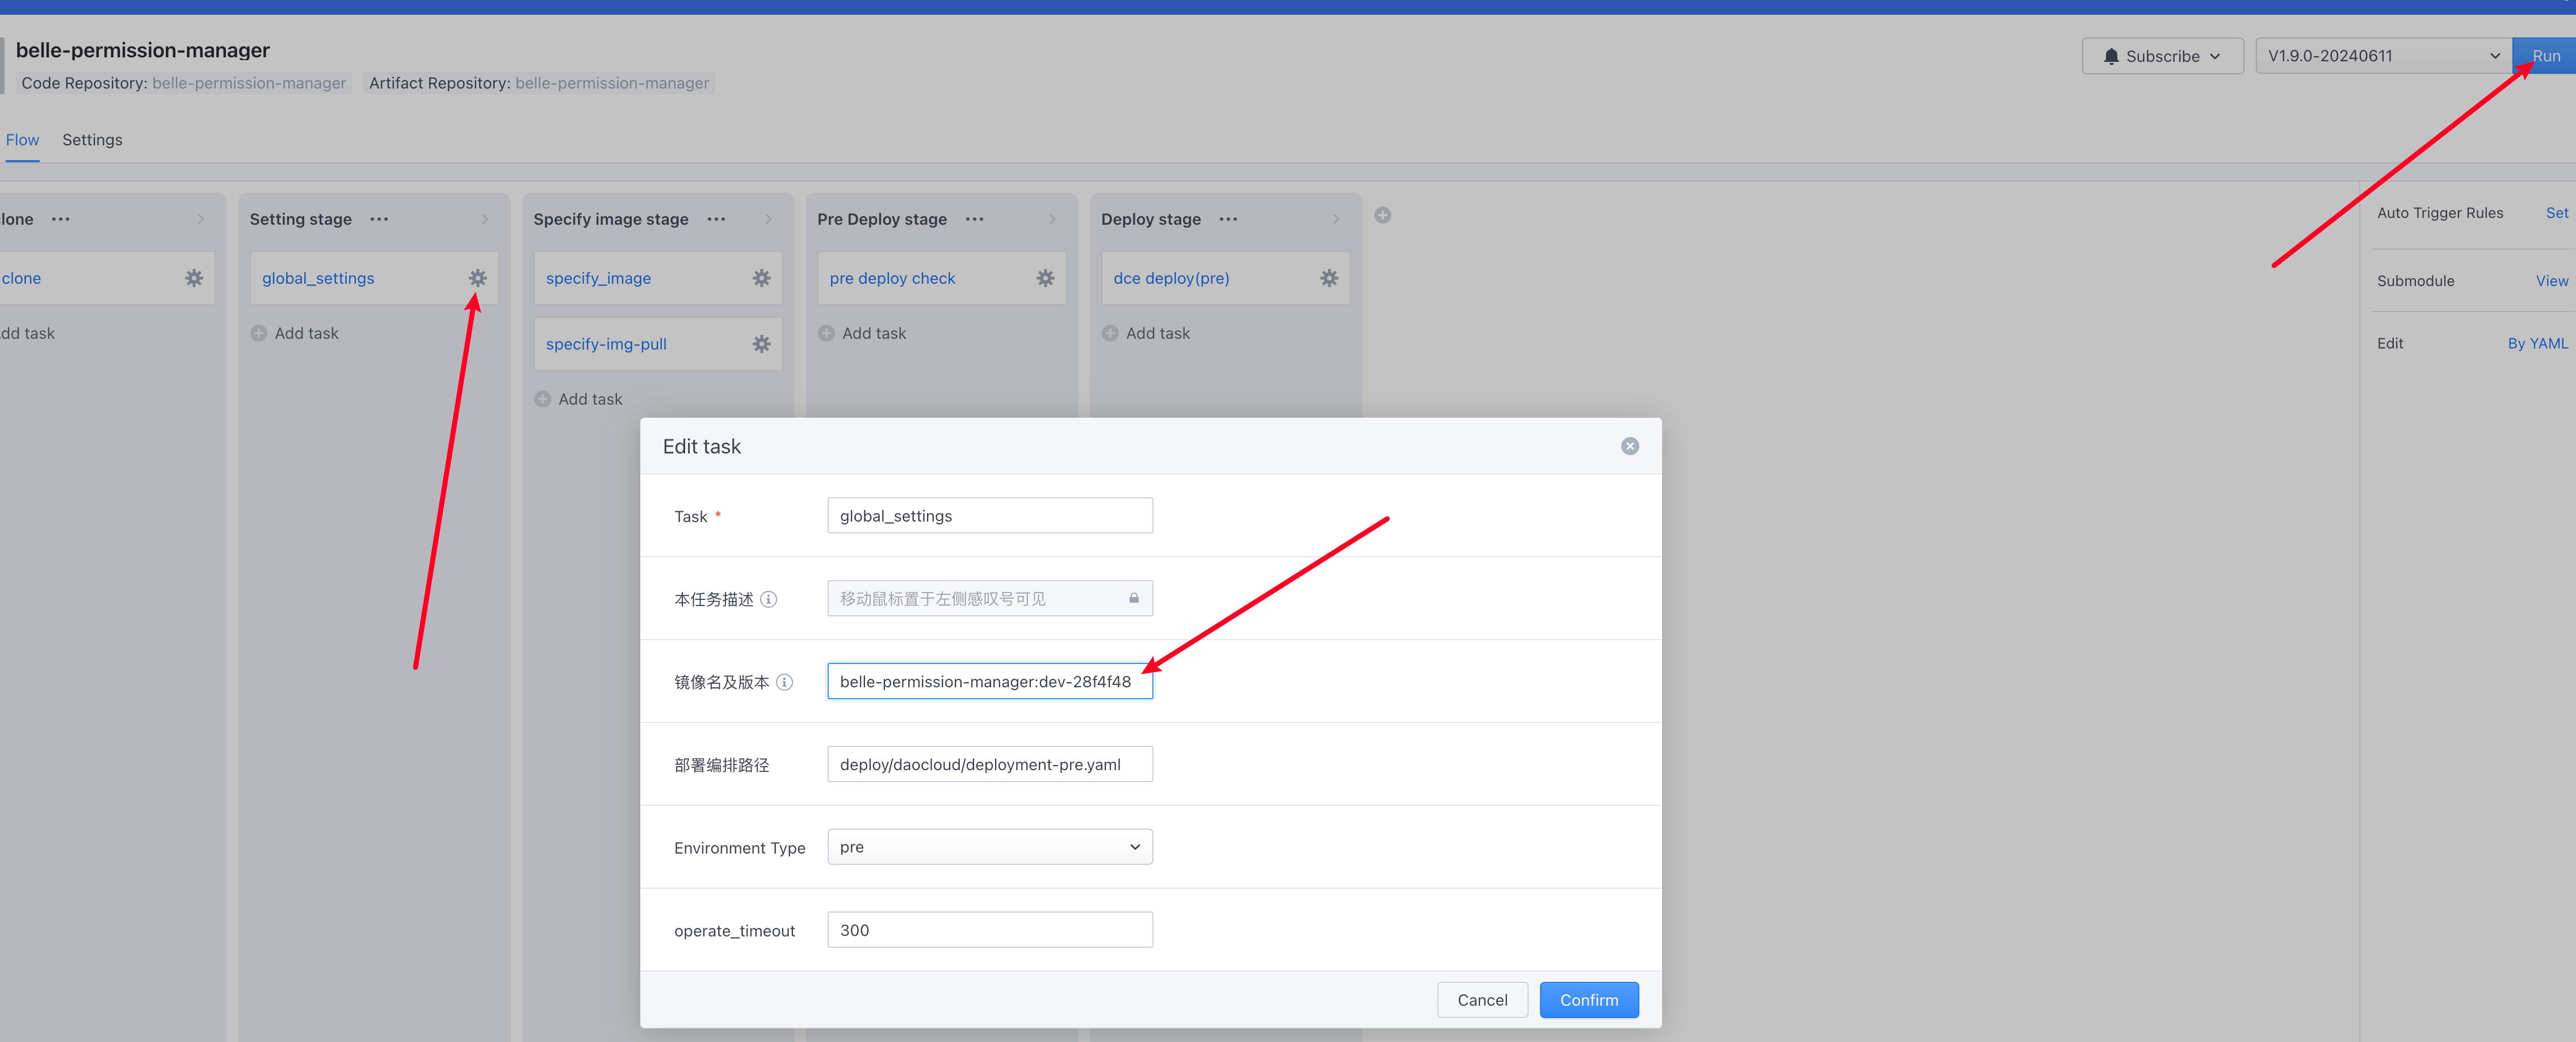 belle-permission-manager
Subscribe
V1.9.0-20240611
Run
Code Repository: belle-permission-manager
Artifact Repository: belle-permission-manager
Flow
Settings
lone
Setting stage
Specify image stage
Pre Deploy stage
Deploy stage
Auto Trigger Rules
Set
clone
global_settings
specify_image
pre deploy check
dce deploy(pre)
Submodule
View
dd task
Add task
specify-img-pull
Add task
Add task
Edit
By YAML
Add task
Edit task
Task *
global_settings
本任务描述
移动鼠标置于左侧感叹号可见
镜像名及版本
belle-permission-manager:dev-28f4f48
部署编排路径
deploy/daocloud/deployment-pre.yaml
Environment Type
pre
operate_timeout
300
Cancel
Confirm